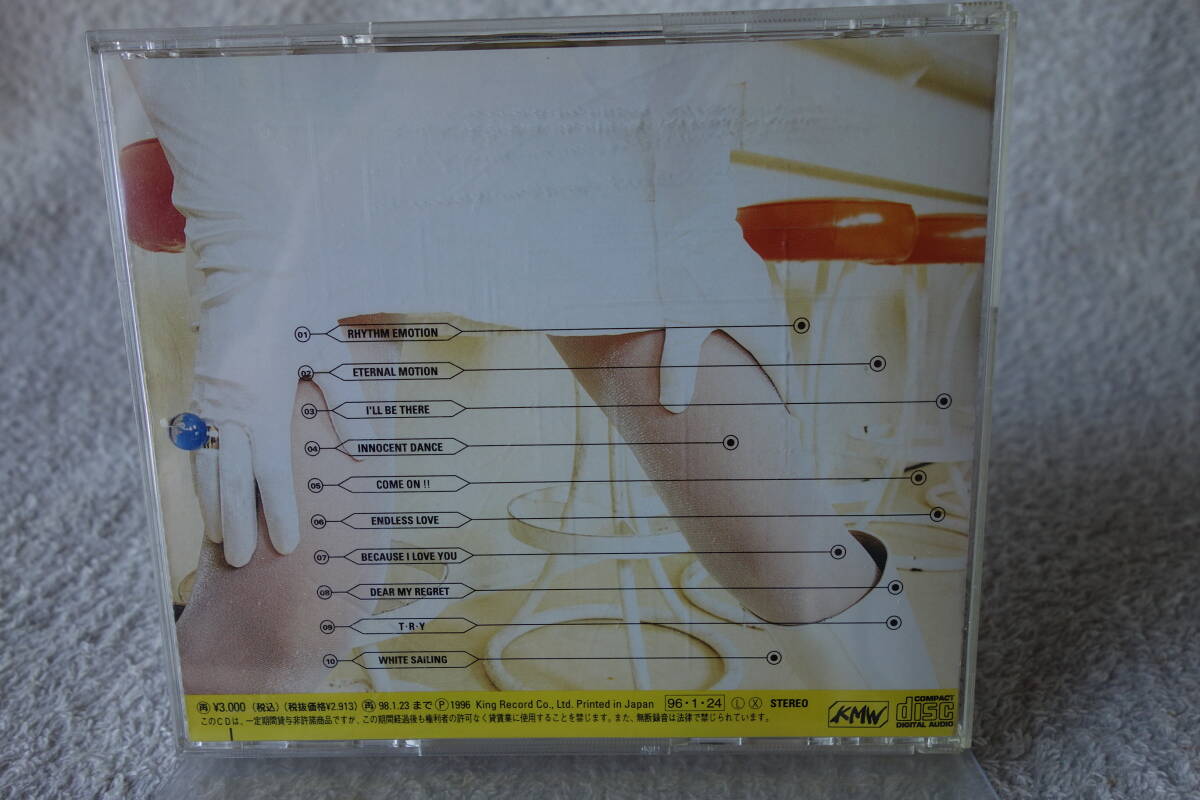 01 RHYTHM EMOTION
02 ETERNAL MOTION
03 I'LL BE THERE
04 INNOCENT DANCE
05 COME ON !!
06 ENDLESS LOVE
07 BECAUSE I LOVE YOU
08 DEAR MY REGRET
09 T・R・Y
10 WHITE SAiLING
再 ¥3,000 (税込) (税抜価格¥2,913) 再 98.1.23 まで Ⓟ 1996 King Record Co., Ltd. Printed in Japan 96・1・24 Ⓛ Ⓧ STEREO
このCDは、一定期間貸与非許諾商品ですが、この期間経過後も権利者の許可なく賃貸業に使用することを禁じます。また、無断録音は法律で禁じられています。
KMW
COMPACT
disc
DIGITAL AUDIO